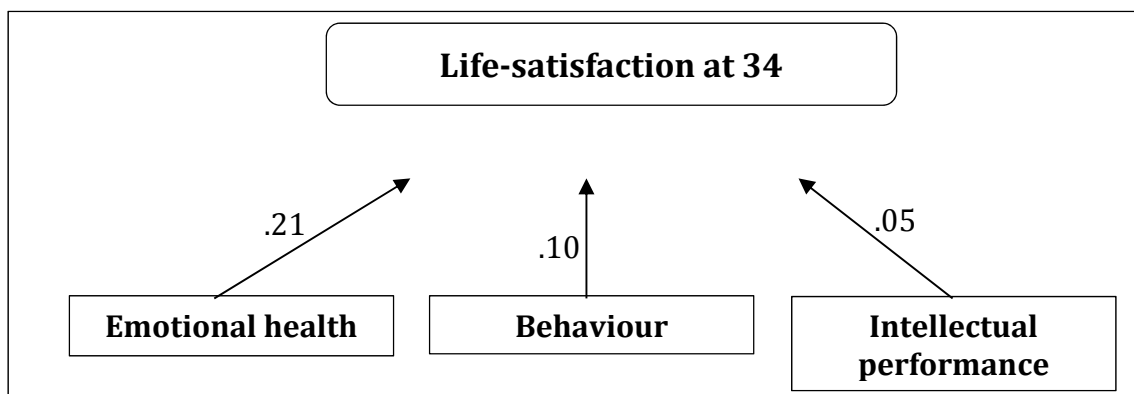 Life-satisfaction at 34
.21
.10
.05
Emotional health
Behaviour
Intellectual
performance